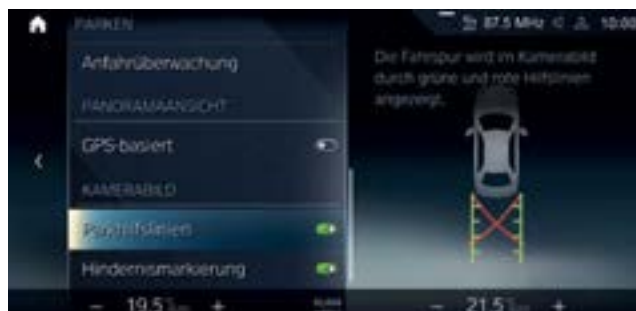 PARKEN
87.5 MHz
10:00
Anfahrüberwachung
PANORAMAANSICHT
GPS-basiert
KAMERABILD
Parkhilfslinien
Hindernismarkierung
Die Fahrspur wird im Kamerabild
durch grüne und rote Hilfslinien
angezeigt.
- 19.5 +
- 21.5 +